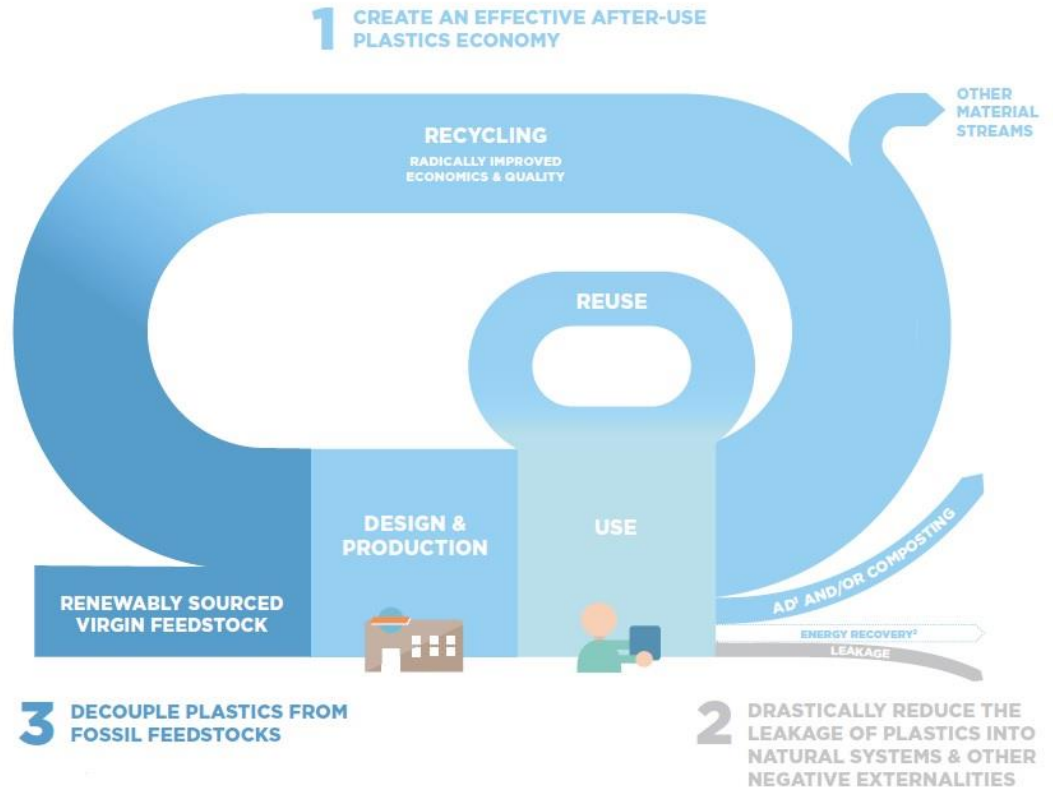 1 CREATE AN EFFECTIVE AFTER-USE
PLASTICS ECONOMY
OTHER
MATERIAL
STREAMS
RECYCLING
RADICALLY IMPROVED
ECONOMICS & QUALITY
REUSE
DESIGN &
PRODUCTION
USE
RENEWABLY SOURCED
VIRGIN FEEDSTOCK
AD¹ AND/OR COMPOSTING
ENERGY RECOVERY²
LEAKAGE
3 DECOUPLE PLASTICS FROM
FOSSIL FEEDSTOCKS
2 DRASTICALLY REDUCE THE
LEAKAGE OF PLASTICS INTO
NATURAL SYSTEMS & OTHER
NEGATIVE EXTERNALITIES